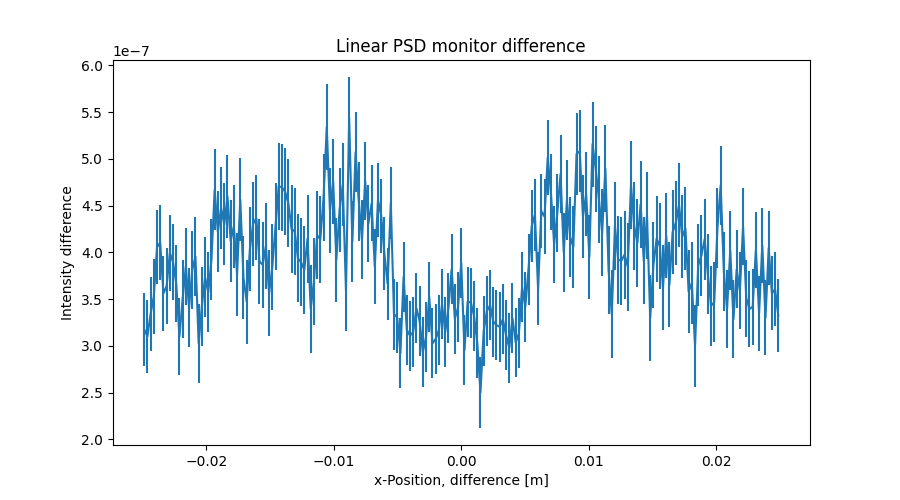 Linear PSD monitor difference
1e−7
6.0
5.5
5.0
4.5
4.0
3.5
3.0
2.5
2.0
Intensity difference
−0.02 −0.01 0.00 0.01 0.02
x-Position, difference [m]